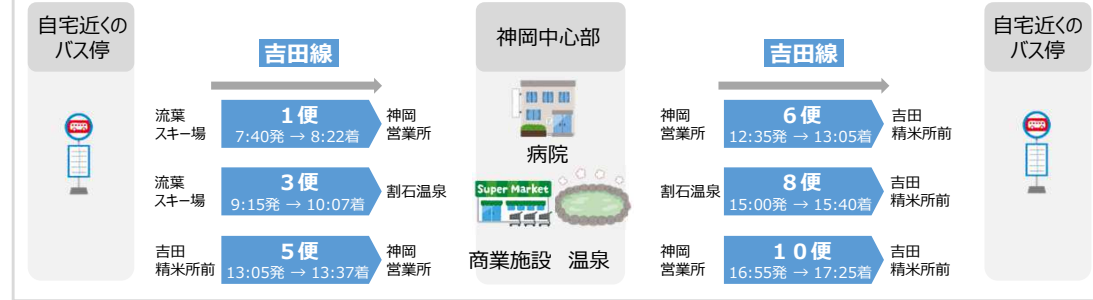 自宅近くの
バス停
吉田線
流葉
スキー場
1便
7:40発 → 8:22着
神岡
営業所
流葉
スキー場
3便
9:15発 → 10:07着
割石温泉
吉田
精米所前
5便
13:05発 → 13:37着
神岡
営業所
神岡中心部
病院
Super Market
商業施設 温泉
吉田線
神岡
営業所
6便
12:35発 → 13:05着
吉田
精米所前
割石温泉
8便
15:00発 → 15:40着
吉田
精米所前
神岡
営業所
10便
16:55発 → 17:25着
吉田
精米所前
自宅近くの
バス停